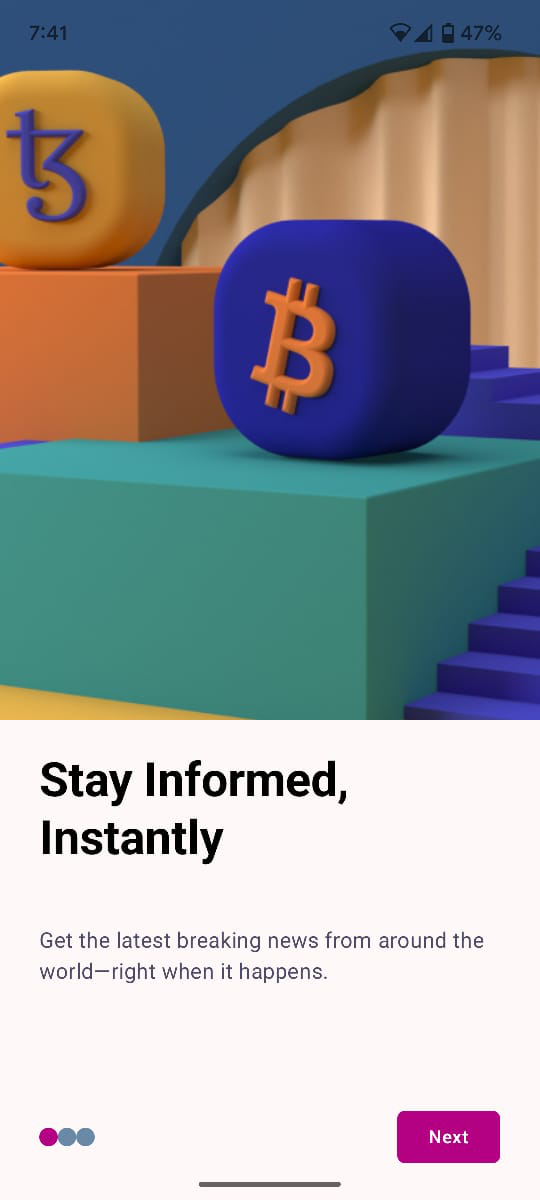 7:41
47%
Stay Informed,
Instantly
Get the latest breaking news from around the
world—right when it happens.
Next